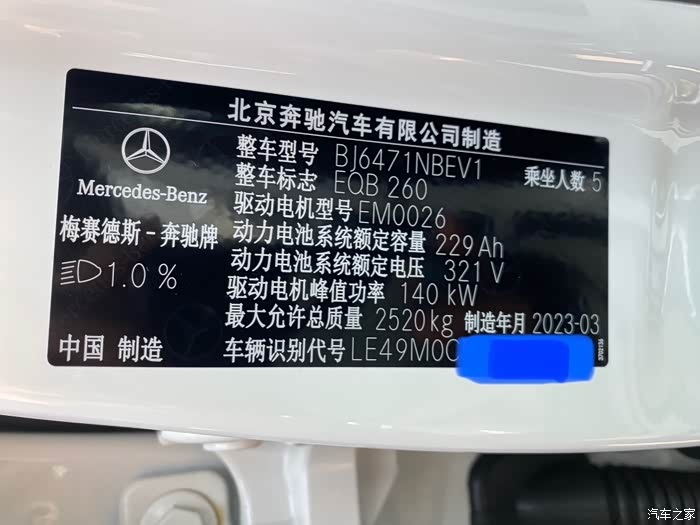 北京奔驰汽车有限公司制造
整车型号 BJ6471NBEV1 乘坐人数 5
整车标志 EQB 260
Mercedes-Benz
驱动电机型号 EM0026
梅赛德斯-奔驰牌
动力电池系统额定容量 229 Ah
动力电池系统额定电压 321 V
1.0 %
驱动电机峰值功率 140 kW
最大允许总质量 2520 kg 制造年月 2023-03
中国 制造
车辆识别代号 LE49M0
汽车之家